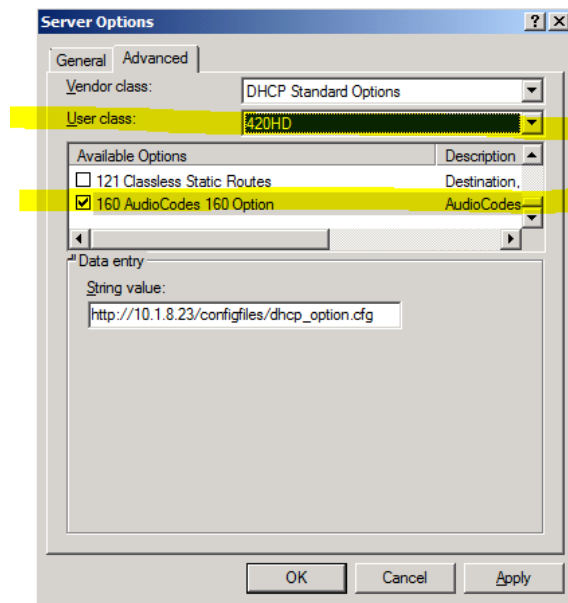 Server Options
General Advanced
Vendor class: DHCP Standard Options
User class: 420HD
Available Options Description
121 Classless Static Routes Destination,
160 AudioCodes 160 Option AudioCodes
Data entry
String value:
http://10.1.8.23/configfiles/dhcp_option.cfg
OK Cancel Apply